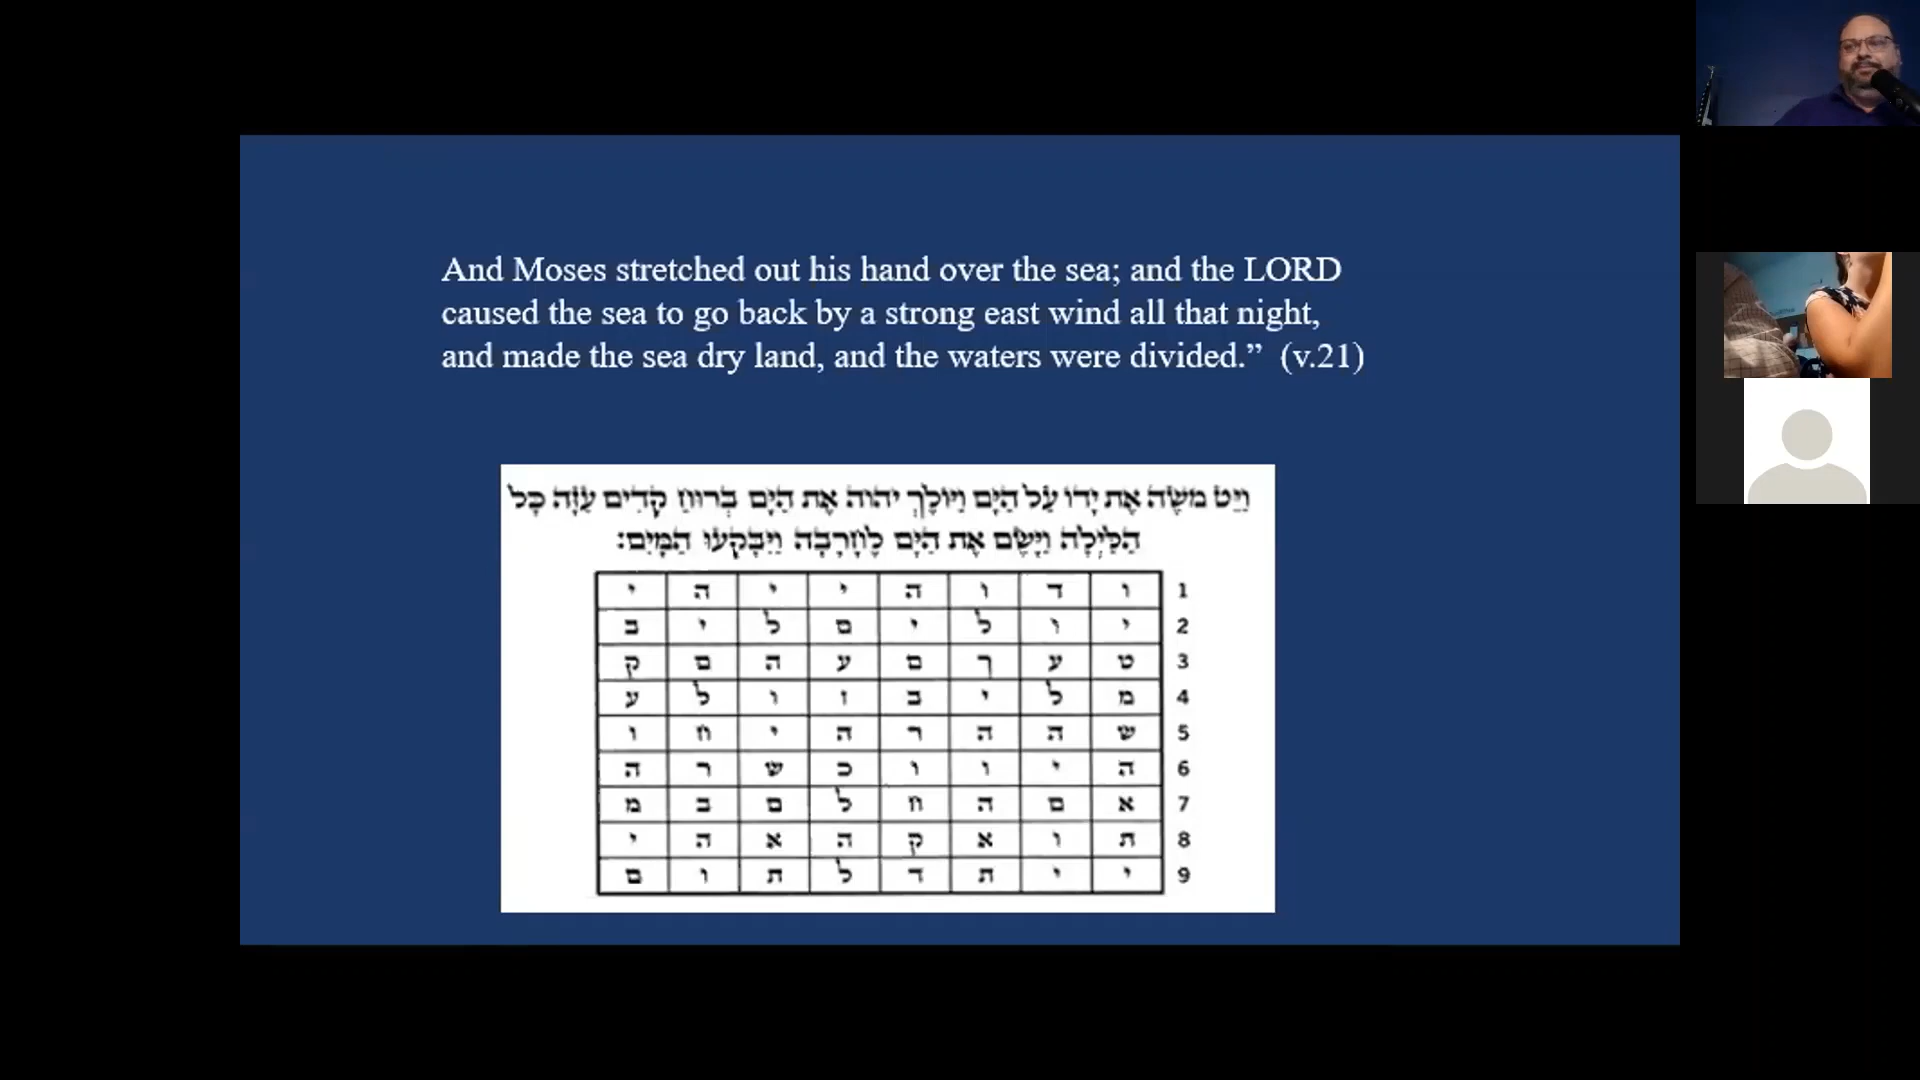 And Moses stretched out his hand over the sea; and the LORD
caused the sea to go back by a strong east wind all that night,
and made the sea dry land, and the waters were divided.” (v.21)
וַיֵּט מֹשֶׁה אֶת יָדוֹ עַל הַיָּם וַיּוֹלֶךְ יהוה אֶת הַיָּם בְּרוּחַ קָדִים עַזָּה כָּל
הַלַּיְלָה וַיָּשֶׂם אֶת הַיָּם לֶחָרָבָה וַיִּבָּקְעוּ הַמָּיִם:
ו ד ו ה י י ה י 1
י ו ל י ם ל י ב 2
ט ע ך ם ע ה ם ק 3
מ ל י ב ז ו ל ע 4
ש ה ה ר ה י ח ו 5
ה י ו ו כ ש ר ה 6
א ם ה ח ל ם ב מ 7
ת ו א ק ה א ה י 8
י י ת ד ל ת ו ם 9